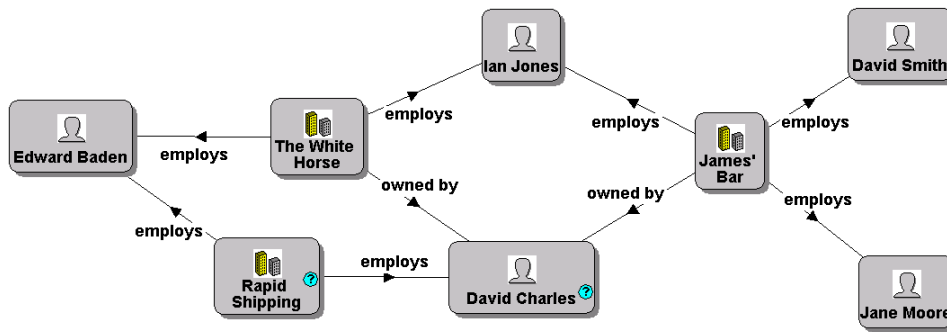 Ian Jones
David Smith
employs
employs
employs
Edward Baden
employs
The White
Horse
James'
Bar
owned by
owned by
employs
employs
employs
Rapid
Shipping
?
David Charles
?
Jane Moore